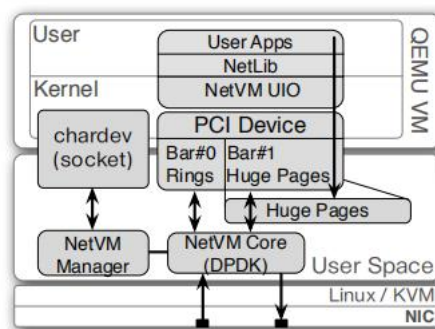 User
User Apps
NetLib
Kernel
NetVM UIO
QEMU VM
chardev
(socket)
PCI Device
Bar#0
Rings
Bar#1
Huge Pages
Huge Pages
NetVM
Manager
NetVM Core
(DPDK)
User Space
Linux / KVM
NIC